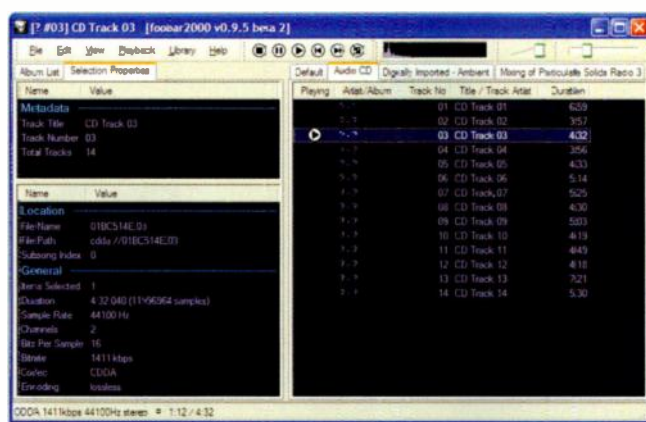 [? #03] CD Track 03 [foobar2000 v0.9.5 beta 2]
File Edit View Playback Library Help
Album List Selection Properties
Name Value
Metadata
Track Title CD Track 03
Track Number 03
Total Tracks 14
Name Value
Location
File Name 01BC514E.03
File Path cdda://01BC514E.03
Subsong Index 0
General
Items Selected 1
Duration
Sample Rate 44100 Hz
Channels 2
Bits Per Sample 16
Bitrate 1411 kbps
Codec CDDA
Encoding lossless
Default Audio CD Digitally Imported - Ambient Mixing of Particulate Solids Radio 3
Playing Artist/Album Track No Title / Track Artist Duration
?. ? 01 CD Track 01 6:59
?. ? 02 CD Track 02 3:57
?. ? 03 CD Track 03 4:32
?. ? 04 CD Track 04 3:56
?. ? 05 CD Track 05 4:33
?. ? 06 CD Track 06 5:14
?. ? 07 CD Track 07 5:25
?. ? 08 CD Track 08 4:30
?. ? 09 CD Track 09 5:03
?. ? 10 CD Track 10 4:19
?. ? 11 CD Track 11 4:49
?. ? 12 CD Track 12 4:18
?. ? 13 CD Track 13 7:21
?. ? 14 CD Track 14 5:30
CDDA 1411kbps 44100Hz stereo 1:12 / 4:32